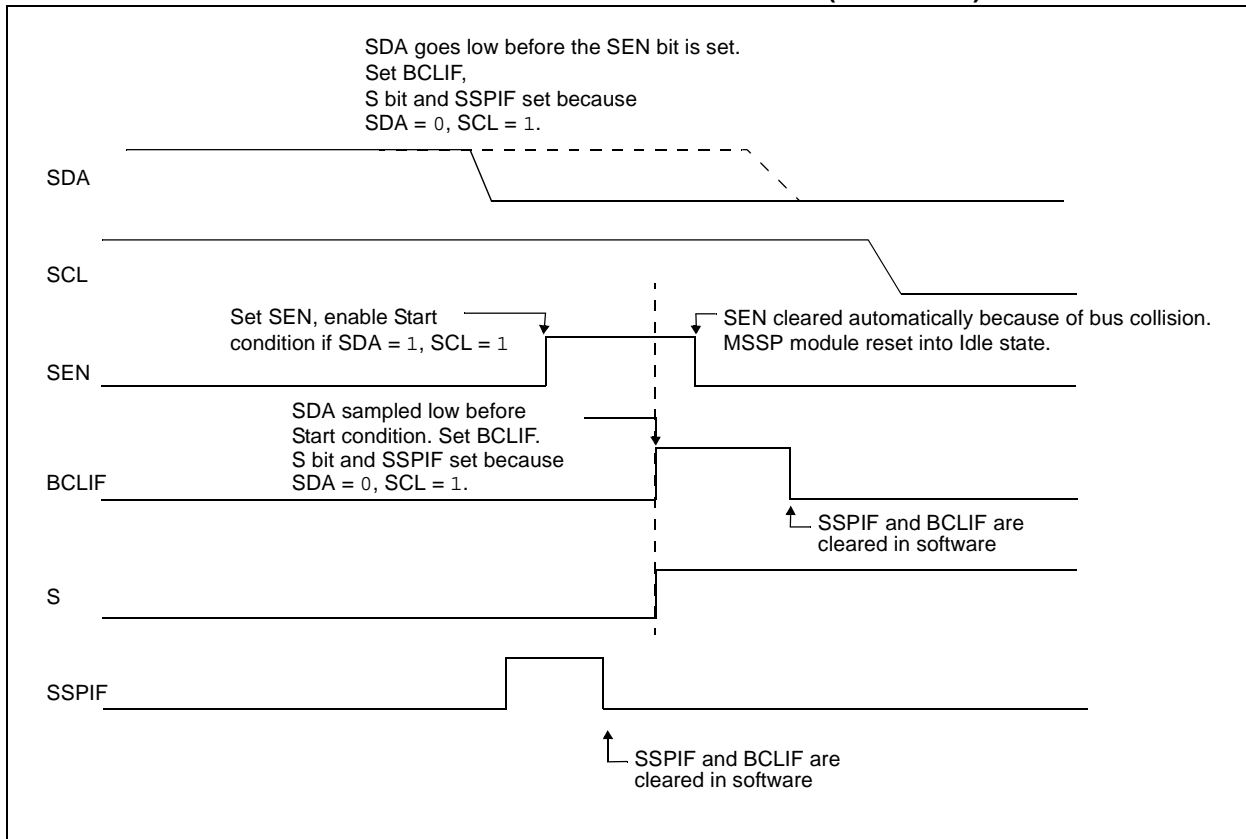 SDA goes low before the SEN bit is set.
Set BCLIF,
S bit and SSPIF set because
SDA = 0, SCL = 1.
SDA
SCL
Set SEN, enable Start
condition if SDA = 1, SCL = 1
SEN cleared automatically because of bus collision.
MSSP module reset into Idle state.
SEN
SDA sampled low before
Start condition. Set BCLIF.
S bit and SSPIF set because
SDA = 0, SCL = 1.
BCLIF
SSPIF and BCLIF are
cleared in software
S
SSPIF
SSPIF and BCLIF are
cleared in software